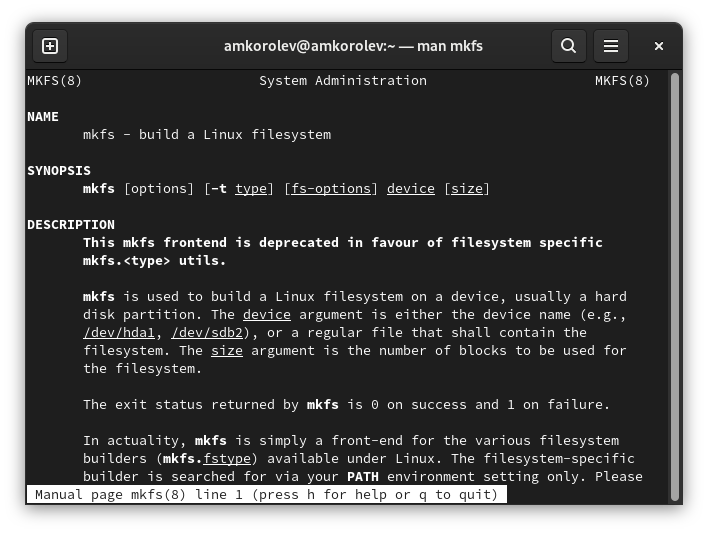 amkorolev@amkorolev:~ — man mkfs
MKFS(8) System Administration MKFS(8)
NAME
mkfs - build a Linux filesystem
SYNOPSIS
mkfs [options] [-t type] [fs-options] device [size]
DESCRIPTION
This mkfs frontend is deprecated in favour of filesystem specific
mkfs.<type> utils.
mkfs is used to build a Linux filesystem on a device, usually a hard
disk partition. The device argument is either the device name (e.g.,
/dev/hda1, /dev/sdb2), or a regular file that shall contain the
filesystem. The size argument is the number of blocks to be used for
the filesystem.
The exit status returned by mkfs is 0 on success and 1 on failure.
In actuality, mkfs is simply a front-end for the various filesystem
builders (mkfs.fstype) available under Linux. The filesystem-specific
builder is searched for via your PATH environment setting only. Please
Manual page mkfs(8) line 1 (press h for help or q to quit)